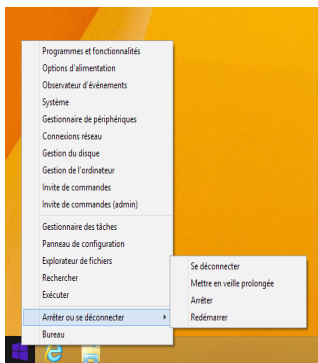 Programmes et fonctionnalités
Options d'alimentation
Observateur d'événements
Système
Gestionnaire de périphériques
Connexions réseau
Gestion du disque
Gestion de l'ordinateur
Invite de commandes
Invite de commandes (admin)
Gestionnaire des tâches
Panneau de configuration
Explorateur de fichiers
Rechercher
Exécuter
Arrêter ou se déconnecter
Bureau
Se déconnecter
Mettre en veille prolongée
Arrêter
Redémarrer